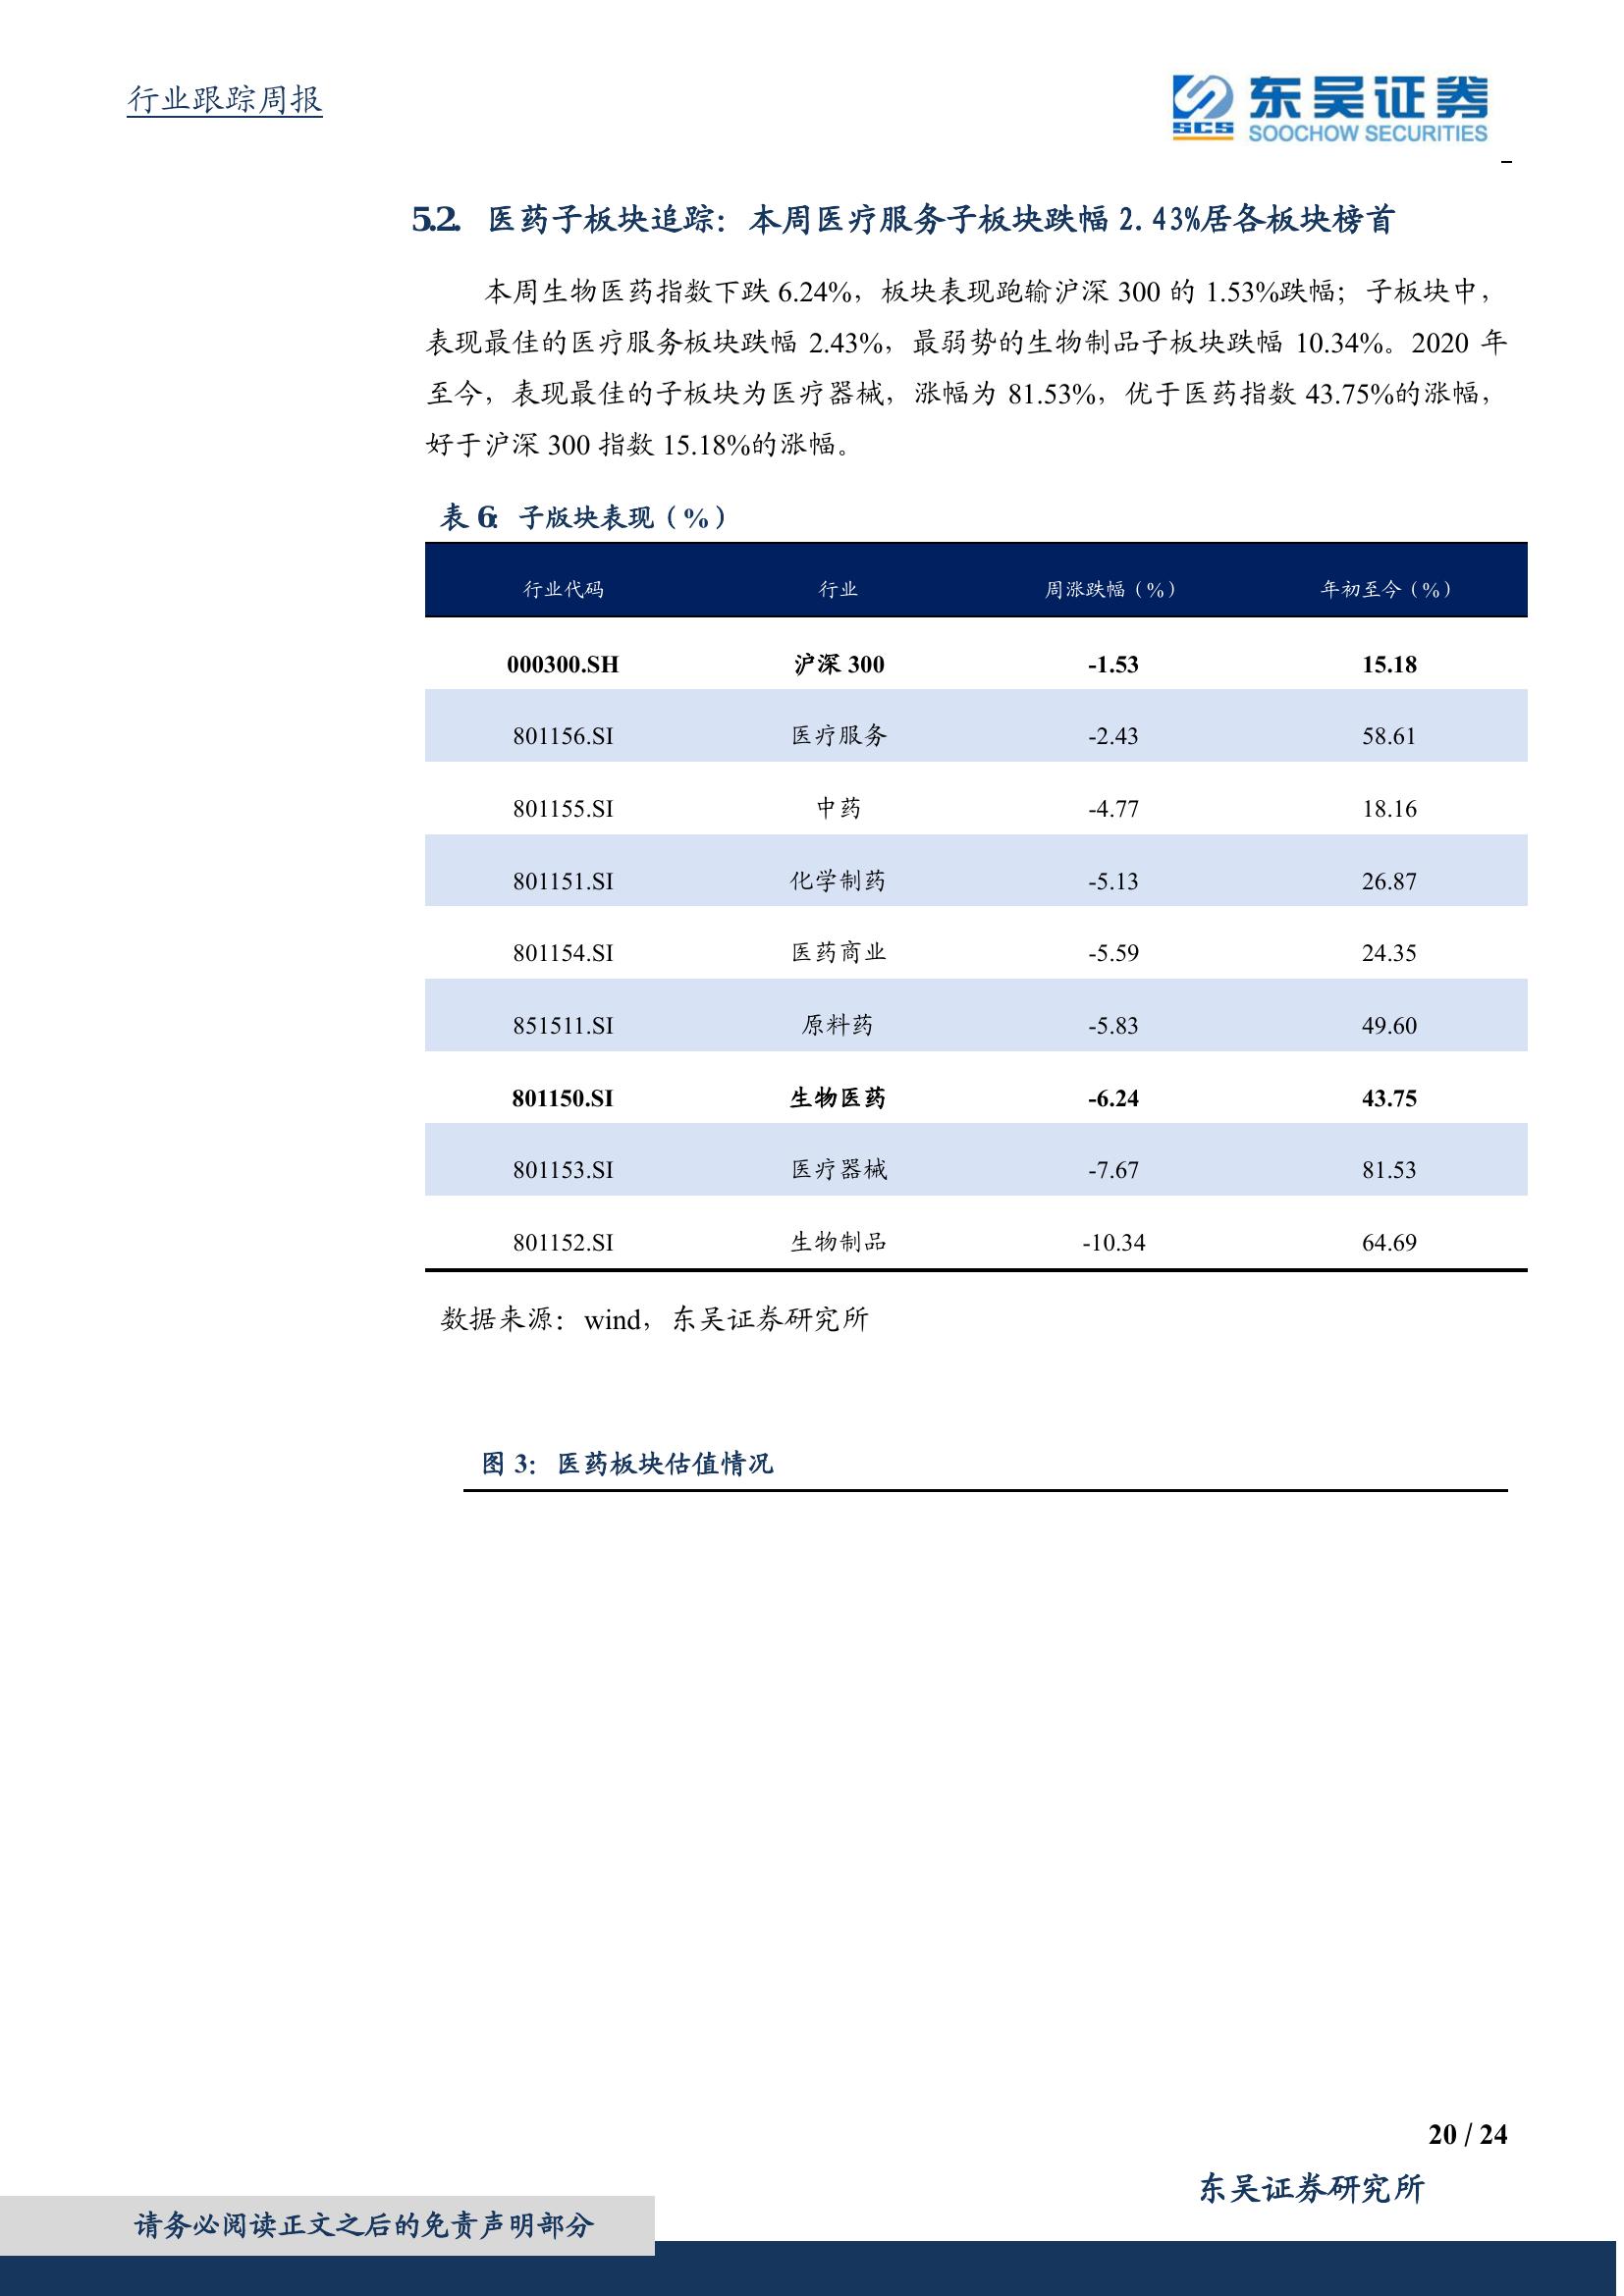 行业跟踪周报
东吴证券
SCS
SOOCHOW SECURITIES
5.2. 医药子板块追踪：本周医疗服务子板块跌幅 2.43%居各板块榜首
本周生物医药指数下跌 6.24%，板块表现跑输沪深 300 的 1.53%跌幅；子板块中，
表现最佳的医疗服务板块跌幅 2.43%，最弱势的生物制品子板块跌幅 10.34%。2020 年
至今，表现最佳的子板块为医疗器械，涨幅为 81.53%，优于医药指数 43.75%的涨幅，
好于沪深 300 指数 15.18%的涨幅。
表 6：子版块表现（%）
行业代码 行业 周涨跌幅（%） 年初至今（%）
000300.SH 沪深 300 -1.53 15.18
801156.SI 医疗服务 -2.43 58.61
801155.SI 中药 -4.77 18.16
801151.SI 化学制药 -5.13 26.87
801154.SI 医药商业 -5.59 24.35
851511.SI 原料药 -5.83 49.60
801150.SI 生物医药 -6.24 43.75
801153.SI 医疗器械 -7.67 81.53
801152.SI 生物制品 -10.34 64.69
数据来源：wind，东吴证券研究所
图 3：医药板块估值情况
20 / 24
东吴证券研究所
请务必阅读正文之后的免责声明部分